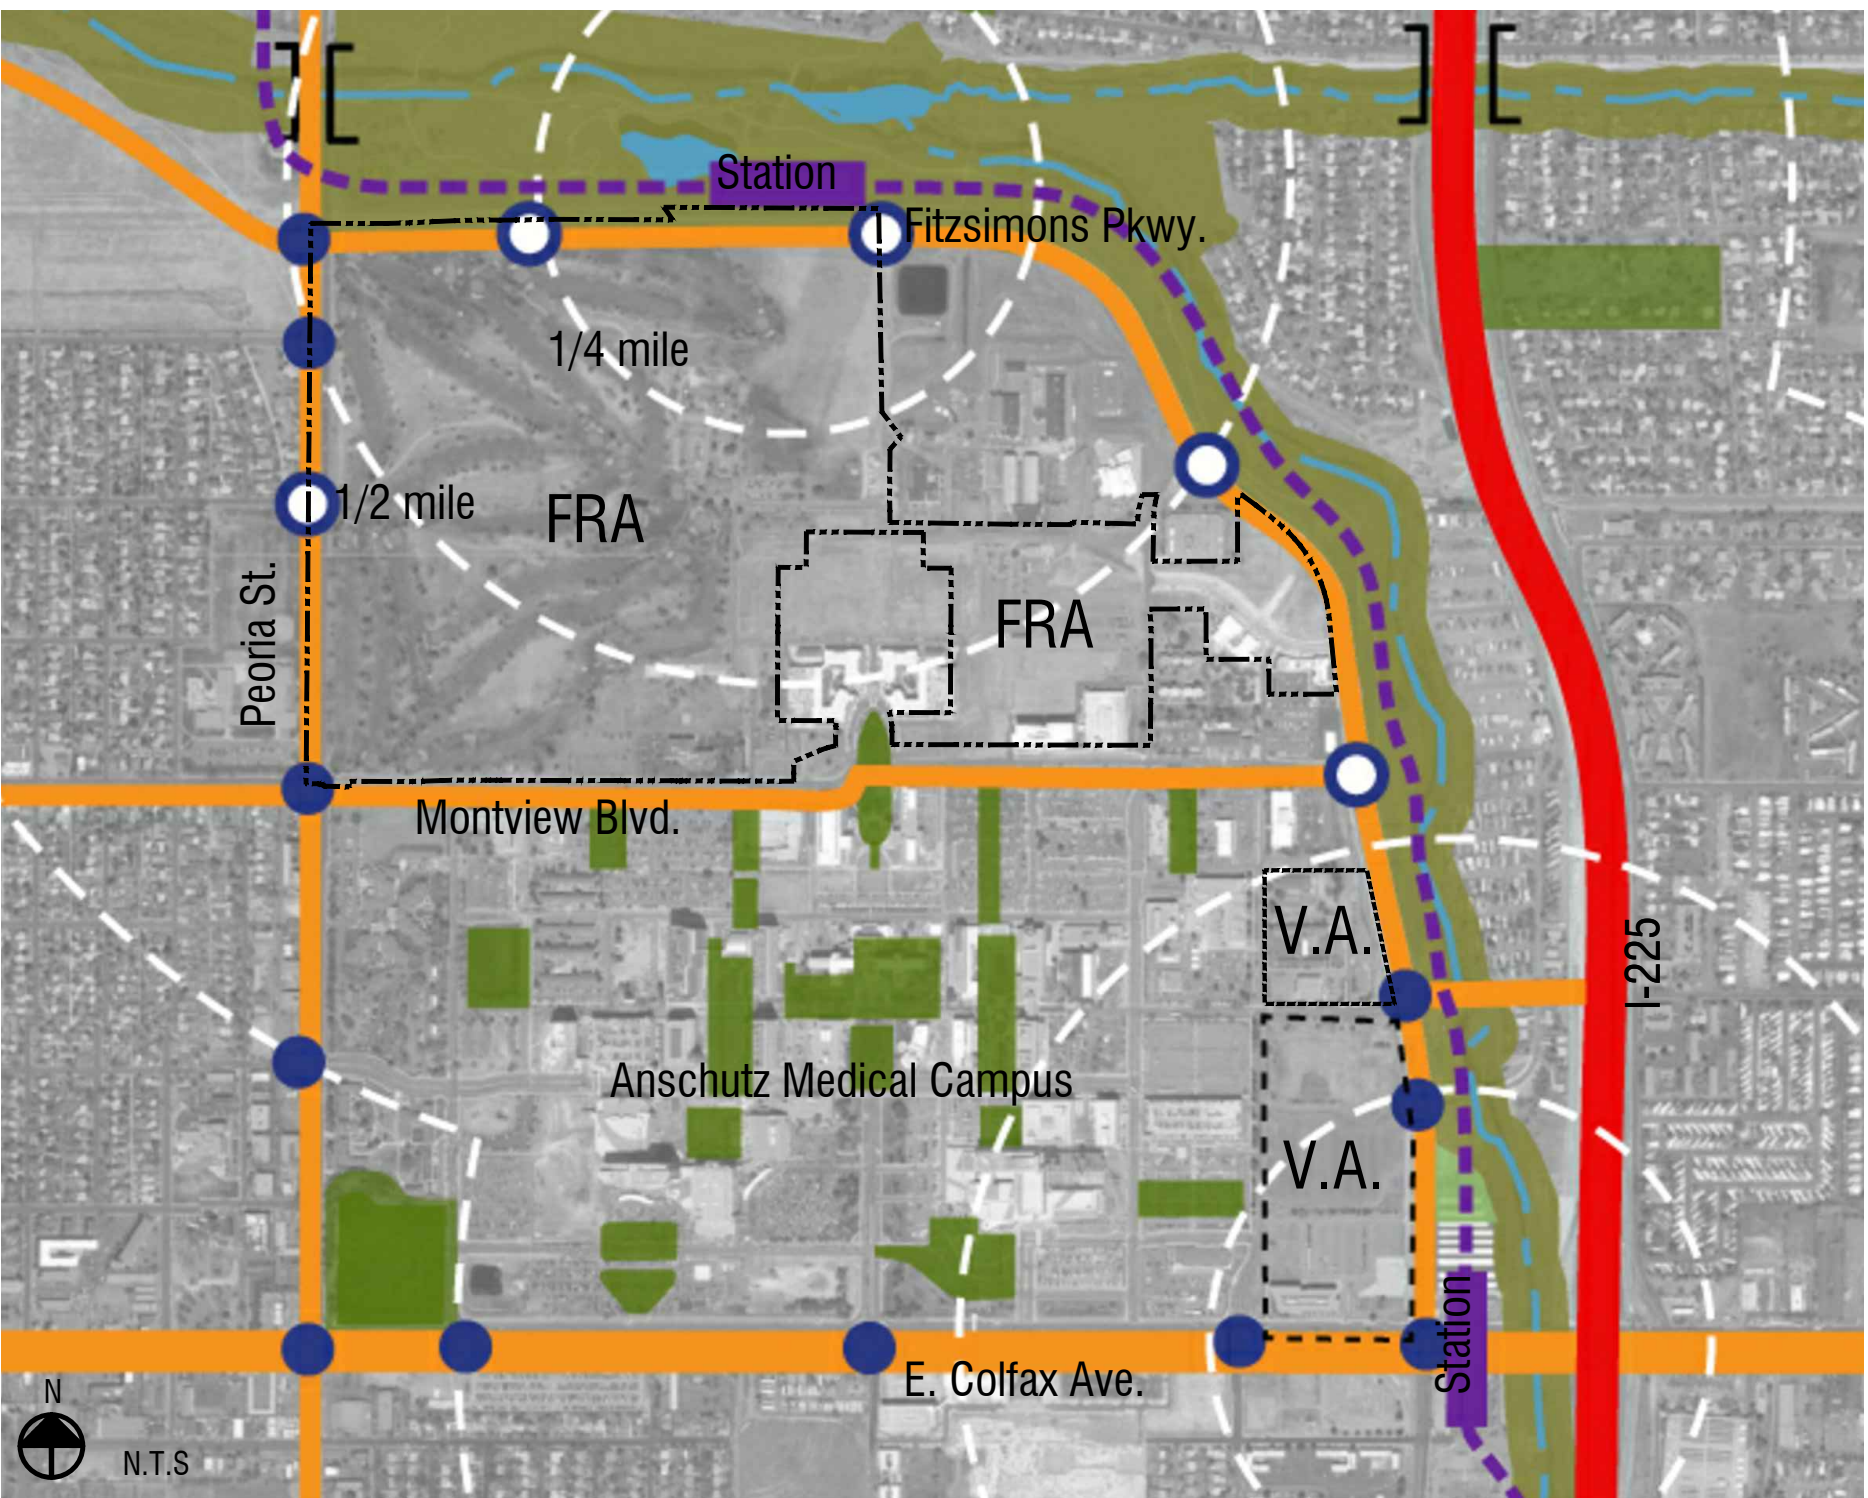 Station
Fitzsimons Pkwy.
1/4 mile
1/2 mile
FRA
FRA
Peoria St.
Montview Blvd.
V.A.
I-225
Anschutz Medical Campus
V.A.
Station
E. Colfax Ave.
N
N.T.S